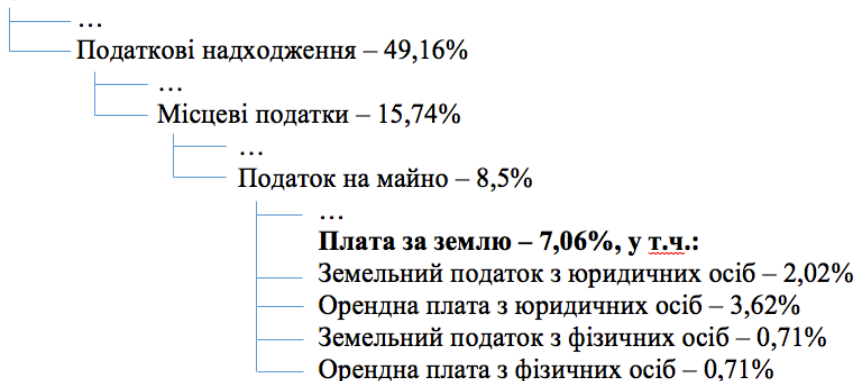 …
Податкові надходження – 49,16%
…
Місцеві податки – 15,74%
…
Податок на майно – 8,5%
…
Плата за землю – 7,06%, у т.ч.:
Земельний податок з юридичних осіб – 2,02%
Орендна плата з юридичних осіб – 3,62%
Земельний податок з фізичних осіб – 0,71%
Орендна плата з фізичних осіб – 0,71%